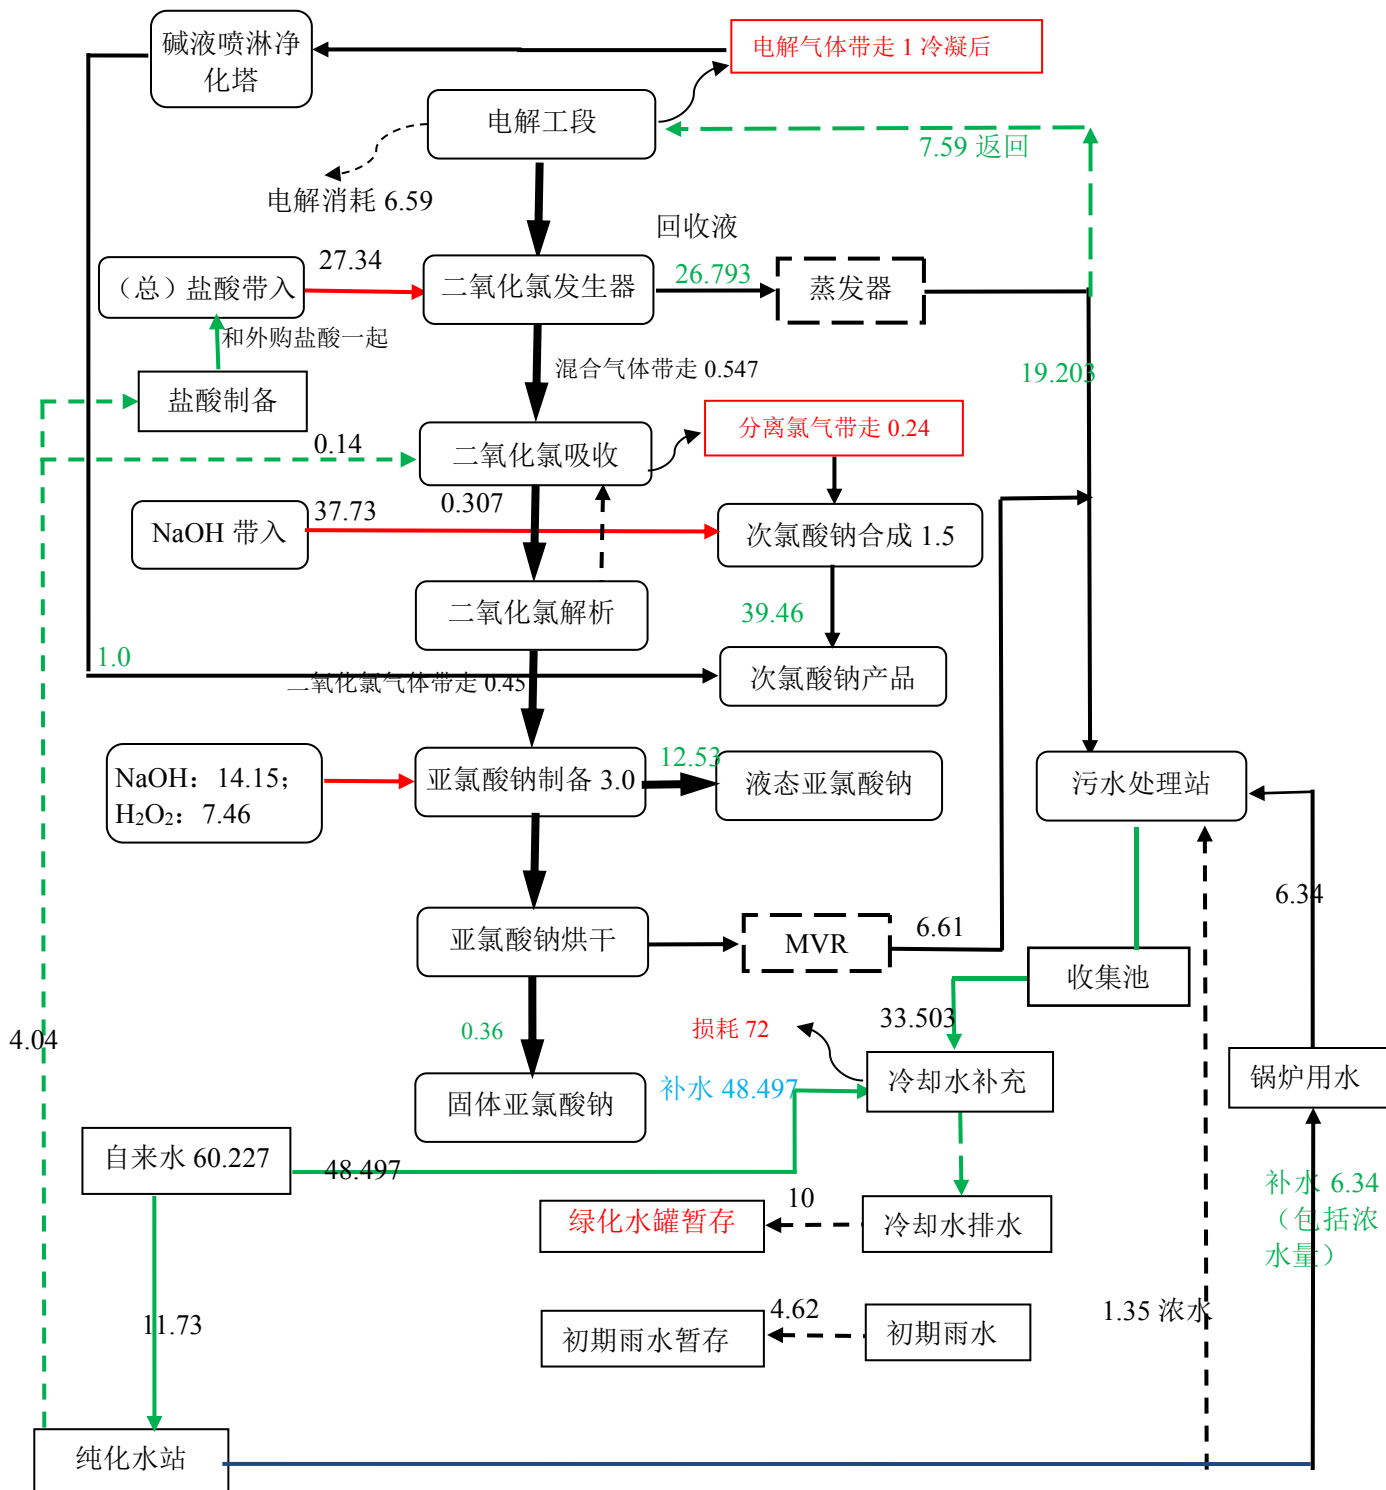 碱液喷淋净
化塔
电解气体带走 1 冷凝后
电解工段
7.59 返回
电解消耗 6.59
回收液
27.34
（总）盐酸带入
二氧化氯发生器
26.793
蒸发器
和外购盐酸一起
混合气体带走 0.547
19.203
盐酸制备
分离氯气带走 0.24
0.14
二氧化氯吸收
0.307
37.73
NaOH 带入
次氯酸钠合成 1.5
二氧化氯解析
39.46
1.0
次氯酸钠产品
二氧化氯气体带走 0.45
12.53
NaOH：14.15；
H₂O₂：7.46
亚氯酸钠制备 3.0
液态亚氯酸钠
污水处理站
6.34
亚氯酸钠烘干
MVR
6.61
收集池
33.503
0.36
损耗 72
4.04
补水 48.497
冷却水补充
锅炉用水
固体亚氯酸钠
自来水 60.227
48.497
10
绿化水罐暂存
冷却水排水
补水 6.34
（包括浓
水量）
11.73
4.62
1.35 浓水
初期雨水暂存
初期雨水
纯化水站